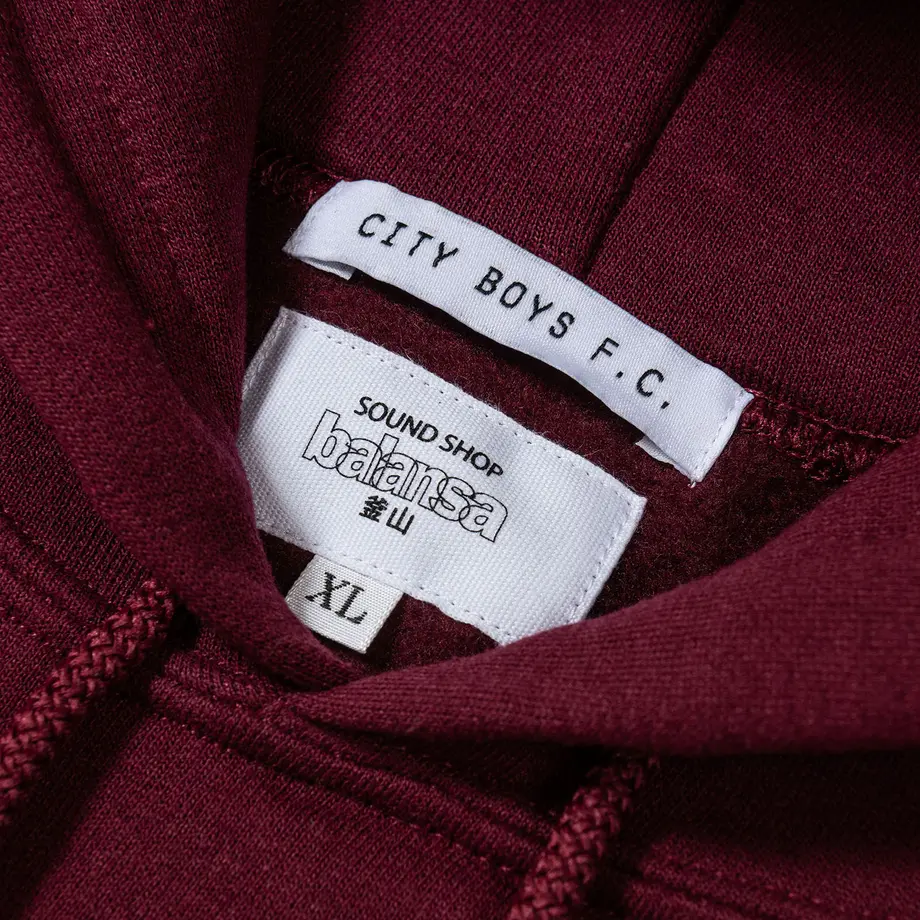 CITY BOYS F.C.
SOUND SHOP
balansa
釜山
XL